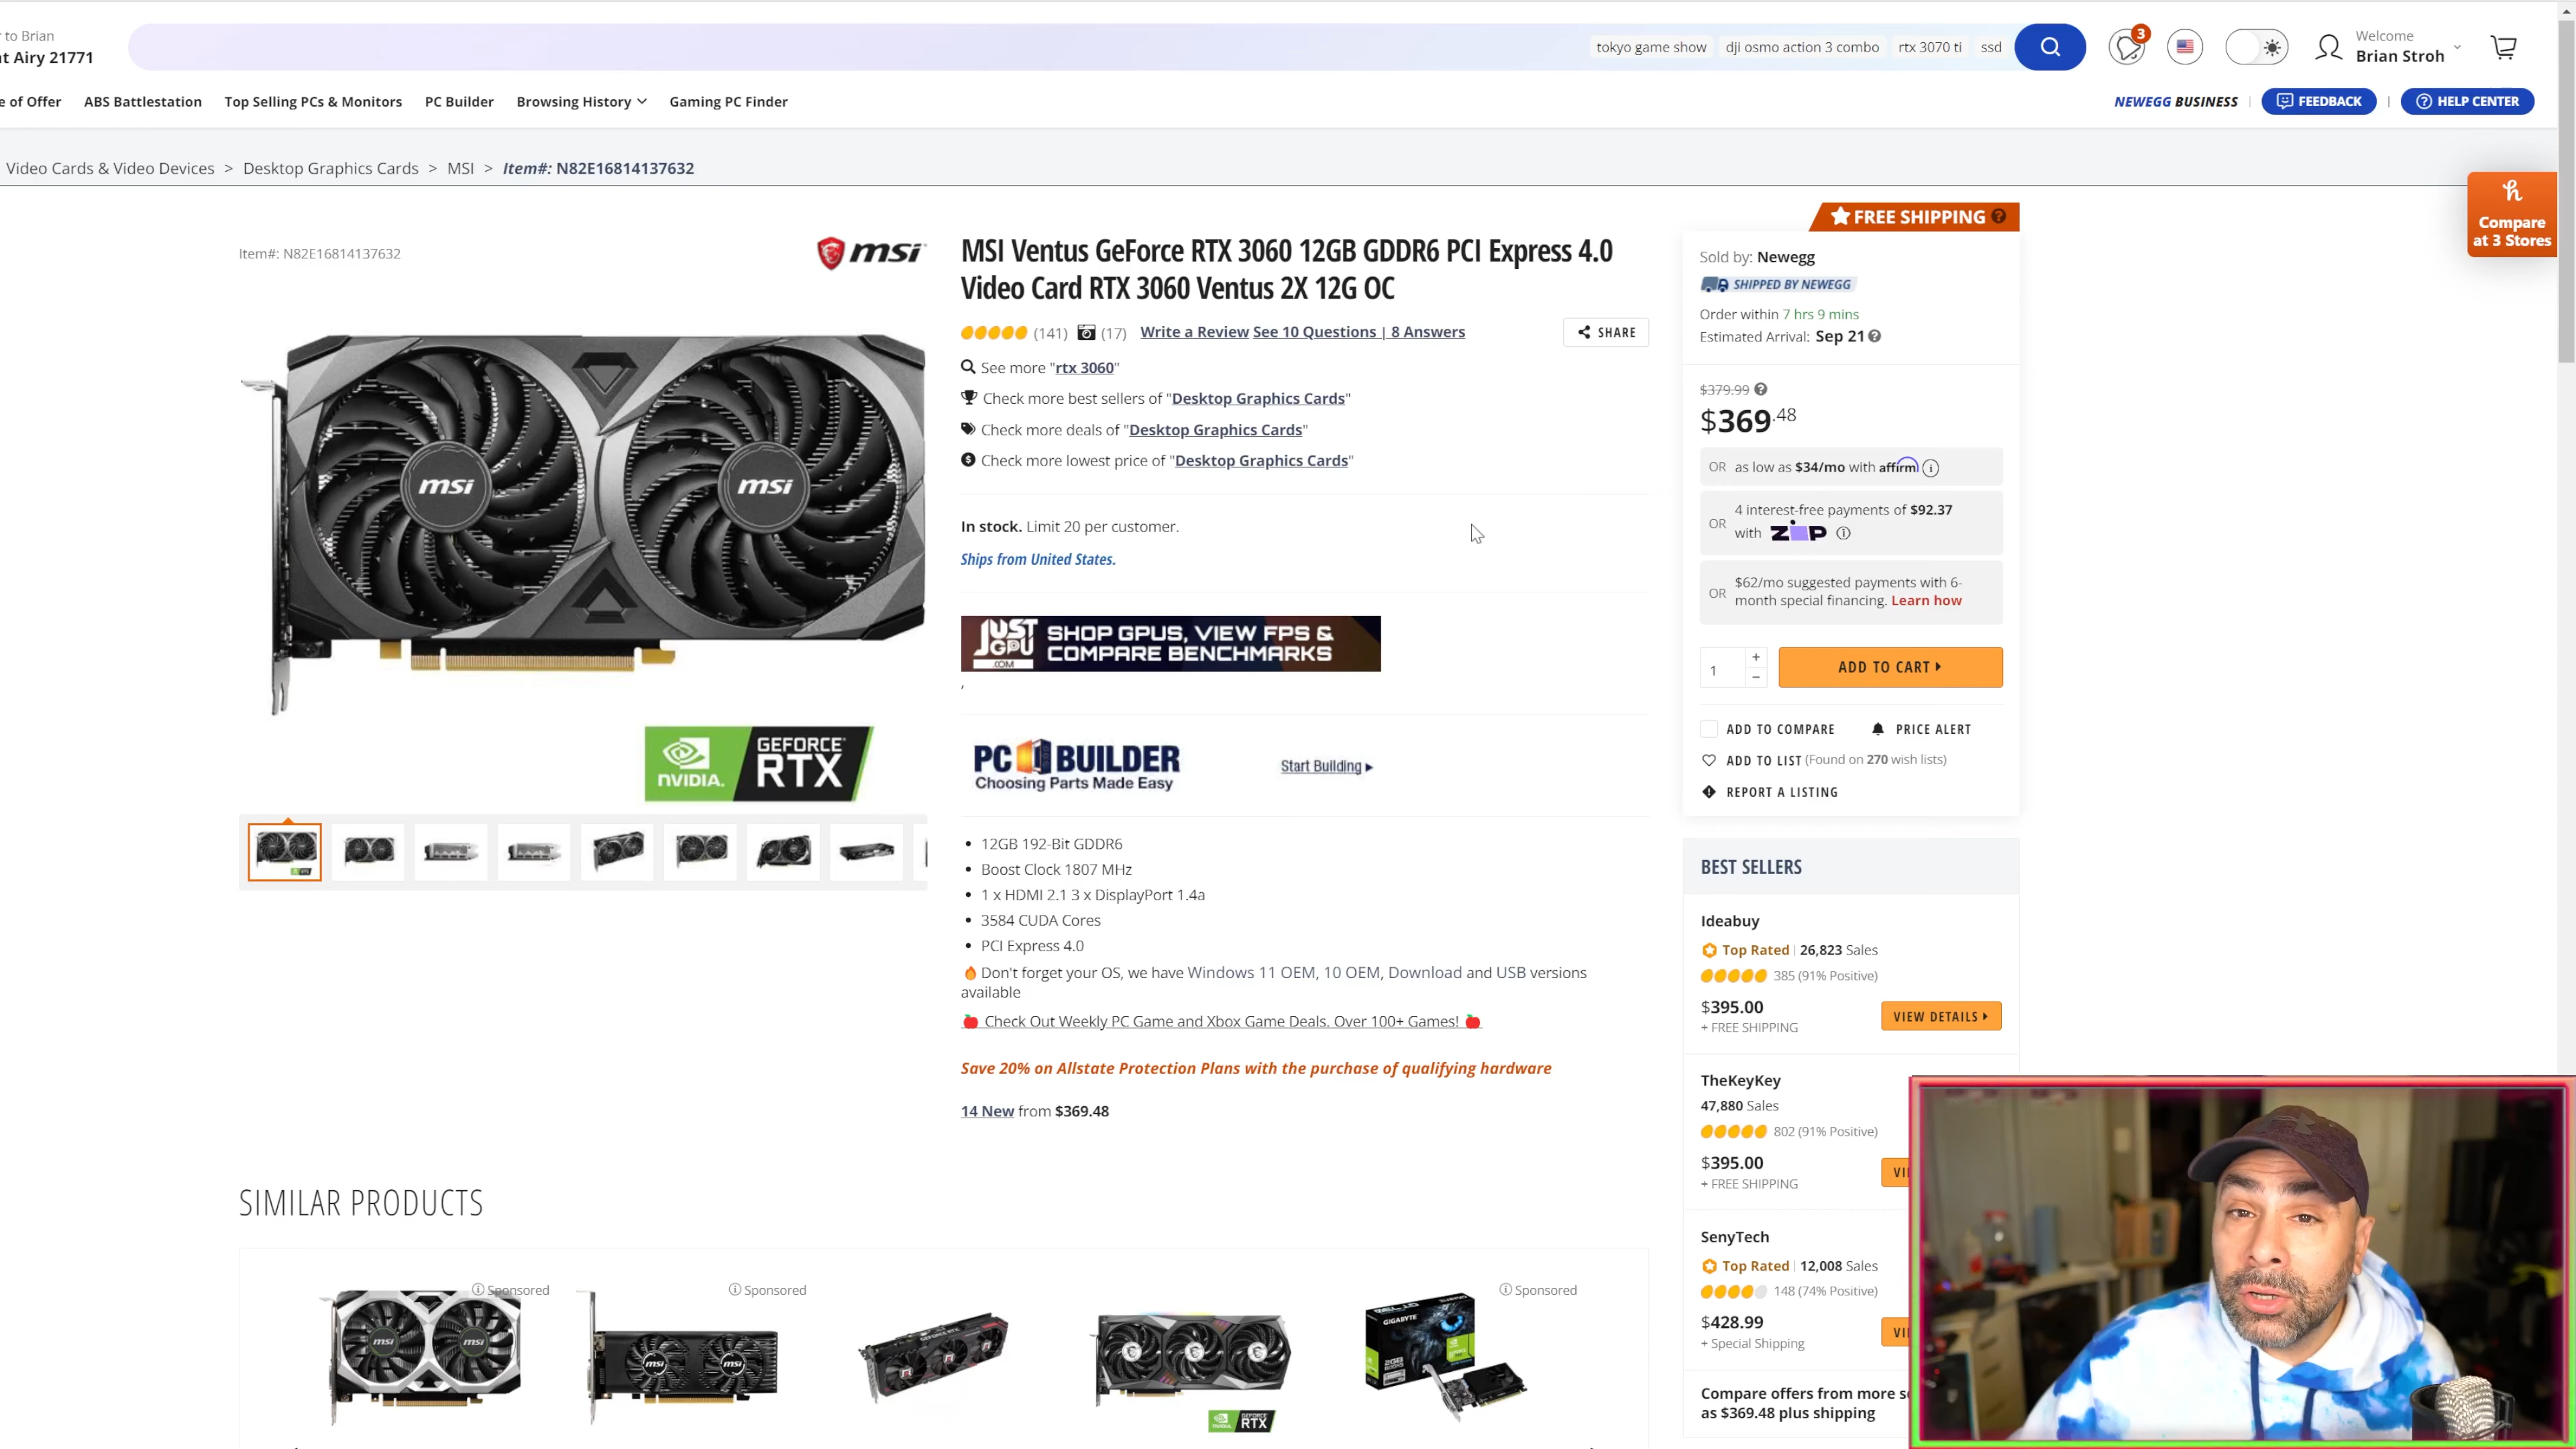 to Brian
t Airy 21771
tokyo game show
dji osmo action 3 combo
rtx 3070 ti
ssd
3
Welcome
Brian Stroh
e of Offer
ABS Battlestation
Top Selling PCs & Monitors
PC Builder
Browsing History
Gaming PC Finder
NEWEGG BUSINESS
FEEDBACK
HELP CENTER
Video Cards & Video Devices > Desktop Graphics Cards > MSI > Item#: N82E16814137632
Compare
at 3 Stores
Item#: N82E16814137632
msi
msi
msi
NVIDIA.
GEFORCE
RTX
MSI Ventus GeForce RTX 3060 12GB GDDR6 PCI Express 4.0
Video Card RTX 3060 Ventus 2X 12G OC
(141) (17) Write a Review See 10 Questions | 8 Answers
SHARE
See more "rtx 3060"
Check more best sellers of "Desktop Graphics Cards"
Check more deals of "Desktop Graphics Cards"
Check more lowest price of "Desktop Graphics Cards"
In stock. Limit 20 per customer.
Ships from United States.
JUST
GPU
.COM
SHOP GPUS, VIEW FPS &
COMPARE BENCHMARKS
,
PC BUILDER
Choosing Parts Made Easy
Start Building
• 12GB 192-Bit GDDR6
• Boost Clock 1807 MHz
• 1 x HDMI 2.1 3 x DisplayPort 1.4a
• 3584 CUDA Cores
• PCI Express 4.0
Don't forget your OS, we have Windows 11 OEM, 10 OEM, Download and USB versions
available
Check Out Weekly PC Game and Xbox Game Deals. Over 100+ Games!
Save 20% on Allstate Protection Plans with the purchase of qualifying hardware
14 New from $369.48
FREE SHIPPING
Sold by: Newegg
SHIPPED BY NEWEGG
Order within 7 hrs 9 mins
Estimated Arrival: Sep 21
$379.99
$369.48
OR as low as $34/mo with affirm
4 interest-free payments of $92.37
OR
with ZIP
$62/mo suggested payments with 6-
OR
month special financing. Learn how
1
+
−
ADD TO CART
ADD TO COMPARE
PRICE ALERT
ADD TO LIST (Found on 270 wish lists)
REPORT A LISTING
BEST SELLERS
Ideabuy
Top Rated | 26,823 Sales
385 (91% Positive)
$395.00
+ FREE SHIPPING
VIEW DETAILS
TheKeyKey
47,880 Sales
802 (91% Positive)
$395.00
+ FREE SHIPPING
VI
SenyTech
Top Rated | 12,008 Sales
148 (74% Positive)
$428.99
+ Special Shipping
VI
Compare offers from more s
as $369.48 plus shipping
SIMILAR PRODUCTS
Sponsored
Sponsored
Sponsored
msi
msi
msi
msi
GIGABYTE
GEFORCE
RTX